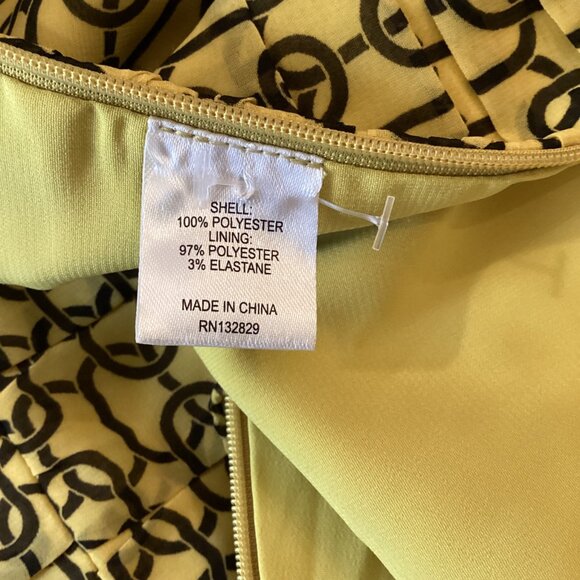 SHELL:
100% POLYESTER
LINING:
97% POLYESTER
3% ELASTANE
MADE IN CHINA
RN132829